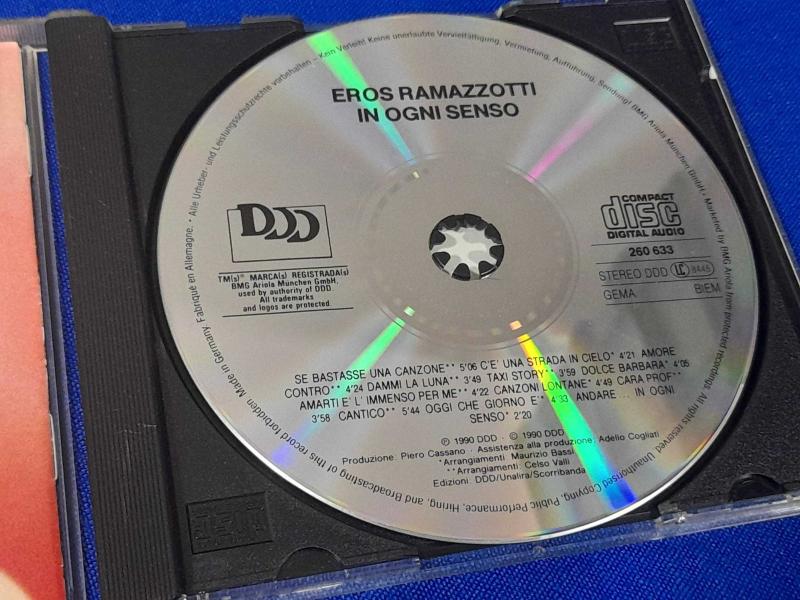 EROS RAMAZZOTTI
IN OGNI SENSO
DDD
TM(s)® MARCA(s) REGISTRADA(s)
BMG Ariola München GmbH,
used by authority of DDD.
All trademarks
and logos are protected.
COMPACT
disc
DIGITAL AUDIO
260 633
STEREO DDD LC 8445
GEMA BIEM
SE BASTASSE UNA CANZONE** 5'06 C'E' UNA STRADA IN CIELO* 4'21 AMORE
CONTRO** 4'24 DAMMI LA LUNA** 3'49 TAXI STORY** 3'59 DOLCE BARBARA* 4'05
AMARTI E' L' IMMENSO PER ME** 4'22 CANZONI LONTANE* 4'49 CARA PROF**
3'58 CANTICO** 5'44 OGGI CHE GIORNO E'* 4'33 ANDARE... IN OGNI
SENSO* 2'20
℗ 1990 DDD · © 1990 DDD
Produzione: Piero Cassano · Assistenza alla produzione: Adelio Cogliati
*Arrangiamenti: Maurizio Bassi
**Arrangiamenti: Celso Valli
Edizioni: DDD/Unalira/Scorribanda
Made in Germany. Fabriqué en Allemagne. • Alle Urheber- und Leistungsschutzrechte vorbehalten – Kein Verleih! Keine unerlaubte Vervielfältigung, Vermietung, Aufführung, Sendung! BMG Ariola München GmbH • Marketed by BMG Ariola from protected recordings. All rights reserved. Unauthorised Copying, Public Performance, Hiring, and Broadcasting of this record forbidden